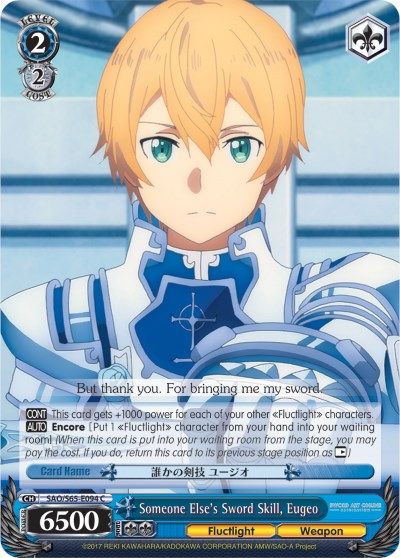 LEVEL
2
2
COST
But thank you. For bringing me my sword.
CONT This card gets +1000 power for each of your other «Fluctlight» characters.
AUTO Encore [Put 1 «Fluctlight» character from your hand into your waiting
room] (When this card is put into your waiting room from the stage, you may
pay the cost. If you do, return this card to its previous stage position as)
Card Name 誰かの剣技 ユージオ
CH SAO/S65-E094 C
6500
Someone Else's Sword Skill, Eugeo
SWORD ART ONLINE
Fluctlight Weapon
©2017 REKI KAWAHARA/KADOKAWA CORPORATION AMW/SAO-A Project